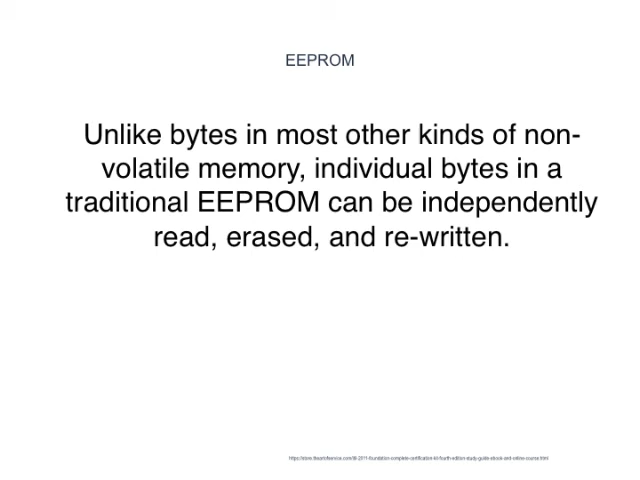 EEPROM
Unlike bytes in most other kinds of non-
volatile memory, individual bytes in a
traditional EEPROM can be independently
read, erased, and re-written.